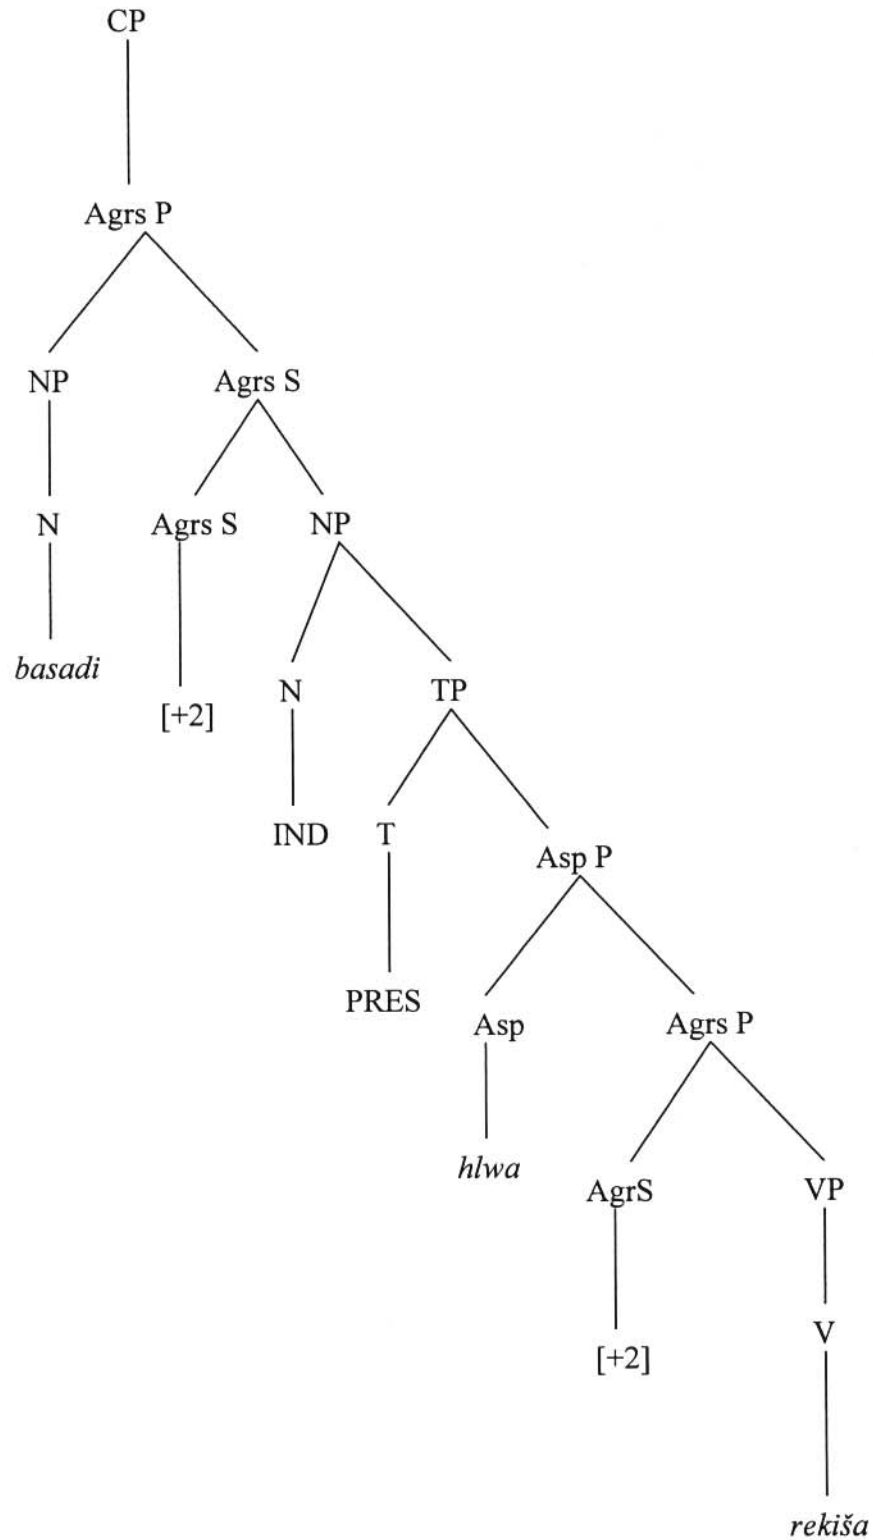 CP
Agrs P
NP Agrs S
N Agrs S NP
basadi
[+2]
N TP
IND T
Asp P
PRES
Asp Agrs P
hlwa
AgrS VP
[+2]
V
rekiša